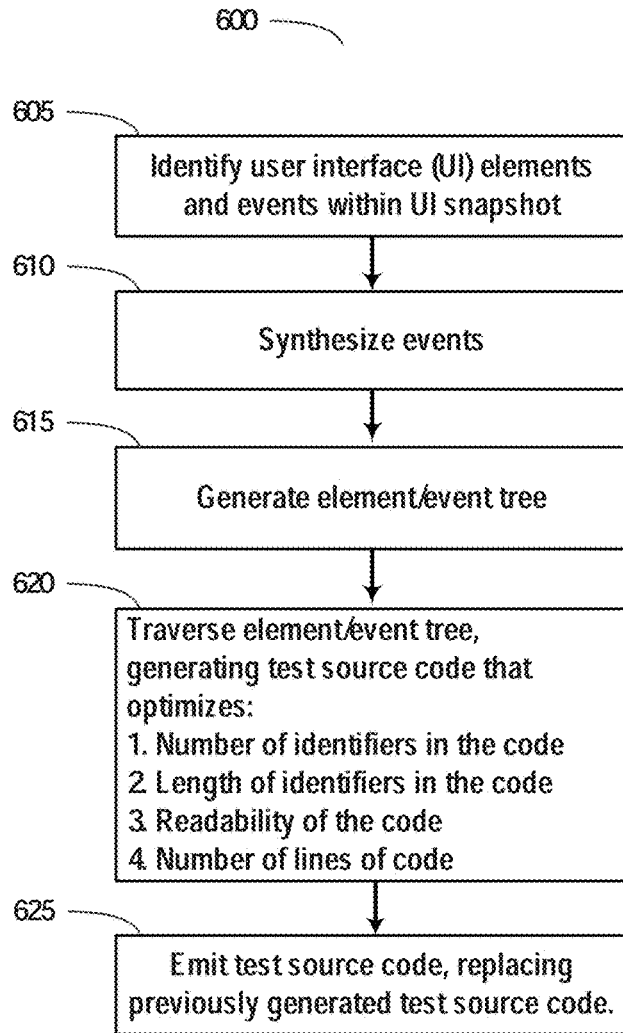 600
605
Identify user interface (UI) elements
and events within UI snapshot
610
Synthesize events
615
Generate element/event tree
620
Traverse element/event tree,
generating test source code that
optimizes:
1. Number of identifiers in the code
2. Length of identifiers in the code
3. Readability of the code
4. Number of lines of code
625
Emit test source code, replacing
previously generated test source code.